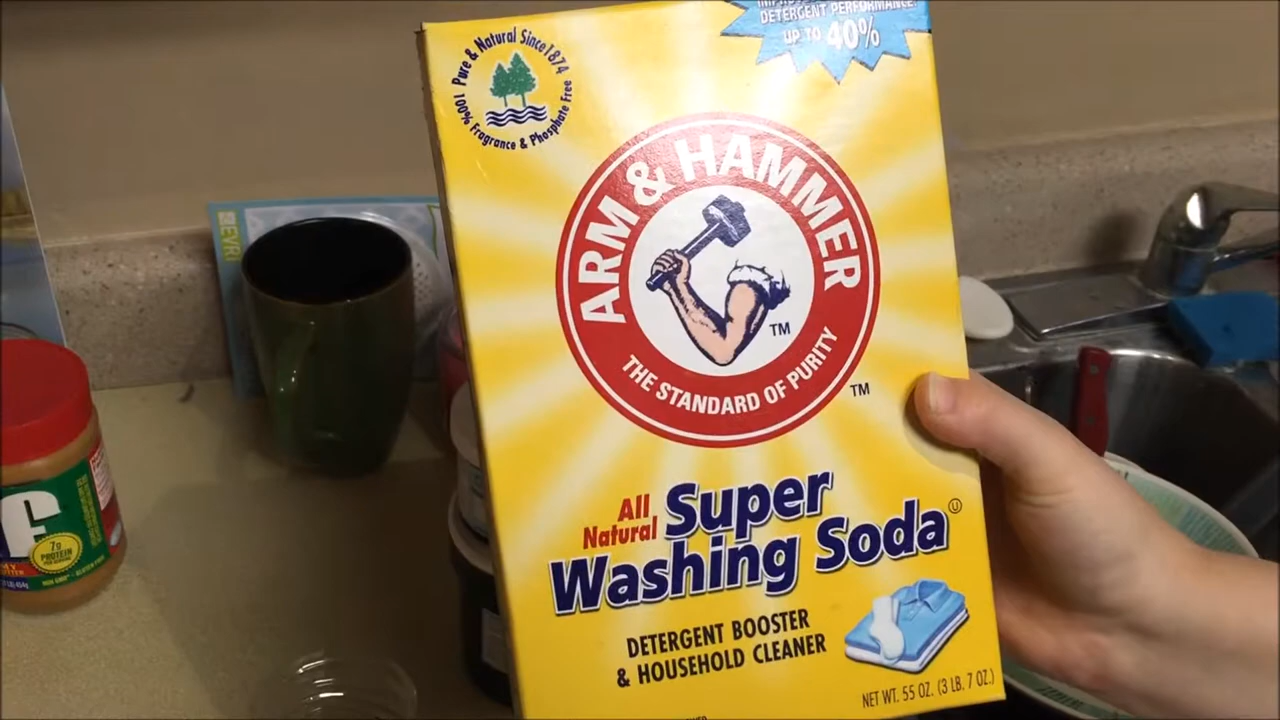 Pure & Natural Since 1874
100% Fragrance & Phosphate Free
DETERGENT PERFORMANCE
UP TO 40%
ARM & HAMMER
TM
THE STANDARD OF PURITY
TM
All
Natural
Super
Washing Soda
U
DETERGENT BOOSTER
& HOUSEHOLD CLEANER
NET WT. 55 OZ. (3 LB. 7 OZ.)
EVRI
f
7g
PROTEIN